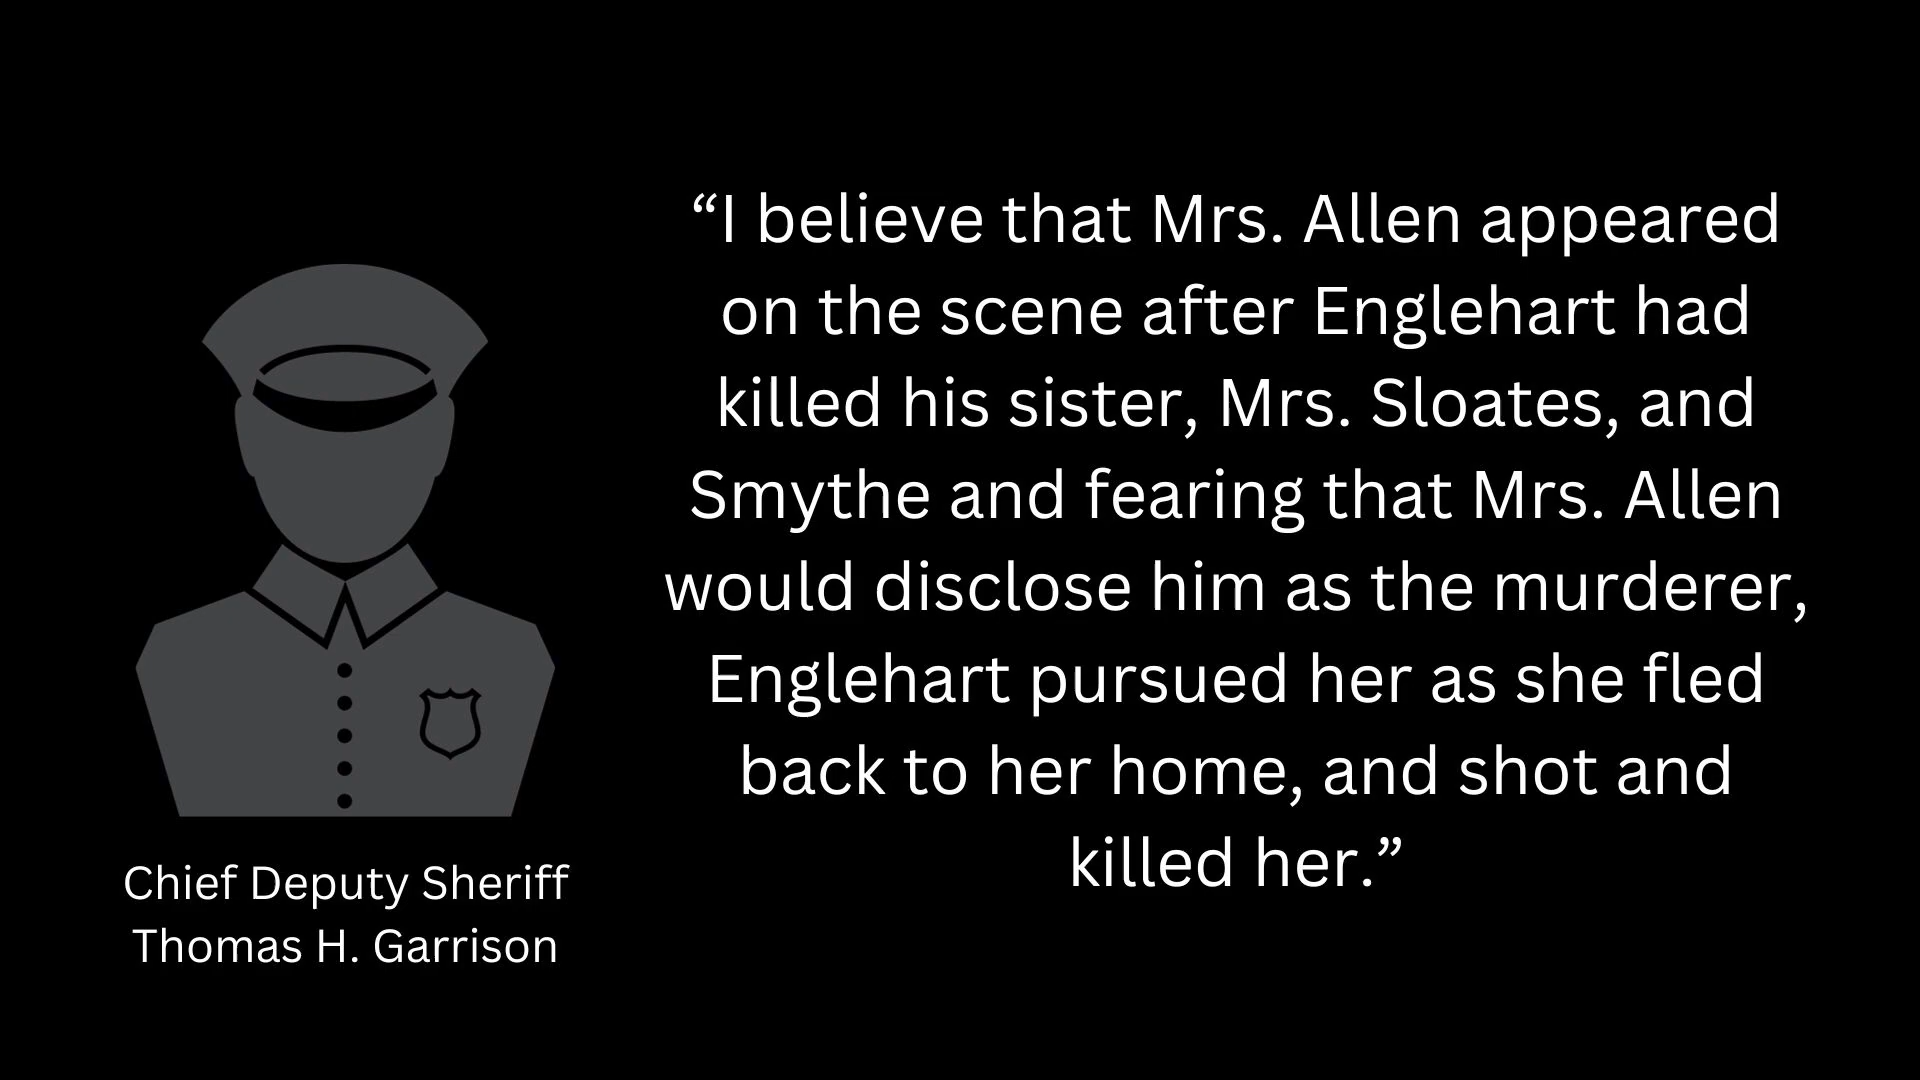 “I believe that Mrs. Allen appeared
on the scene after Englehart had
killed his sister, Mrs. Sloates, and
Smythe and fearing that Mrs. Allen
would disclose him as the murderer,
Englehart pursued her as she fled
back to her home, and shot and
killed her.”
Chief Deputy Sheriff
Thomas H. Garrison